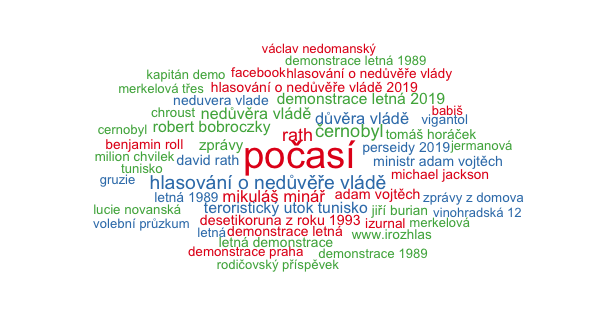 václav nedomanský
demonstrace letná 1989
kapitán demo facebook hlasování o nedůvěře vlády
merkelová třes hlasování o nedůvěře vládě 2019
neduvera vlade demonstrace letná 2019
chroust nedůvěra vládě důvěra vládě vigantol babiš
černobyl robert bobroczky rath černobyl tomáš horáček
benjamin roll zprávy počasí perseidy 2019 jermanová
milion chvilek david rath ministr adam vojtěch
tunisko michael jackson
gruzie hlasování o nedůvěře vládě
letná 1989 mikuláš minář adam vojtěch zprávy z domova
lucie novanská teroristický útok tunisko jiří burian vinohradská 12
volební průzkum desetikoruna z roku 1993 izurnal merkelová
letná demonstrace letná www.irozhlas
letná demonstrace
demonstrace praha demonstrace 1989
rodičovský příspěvek